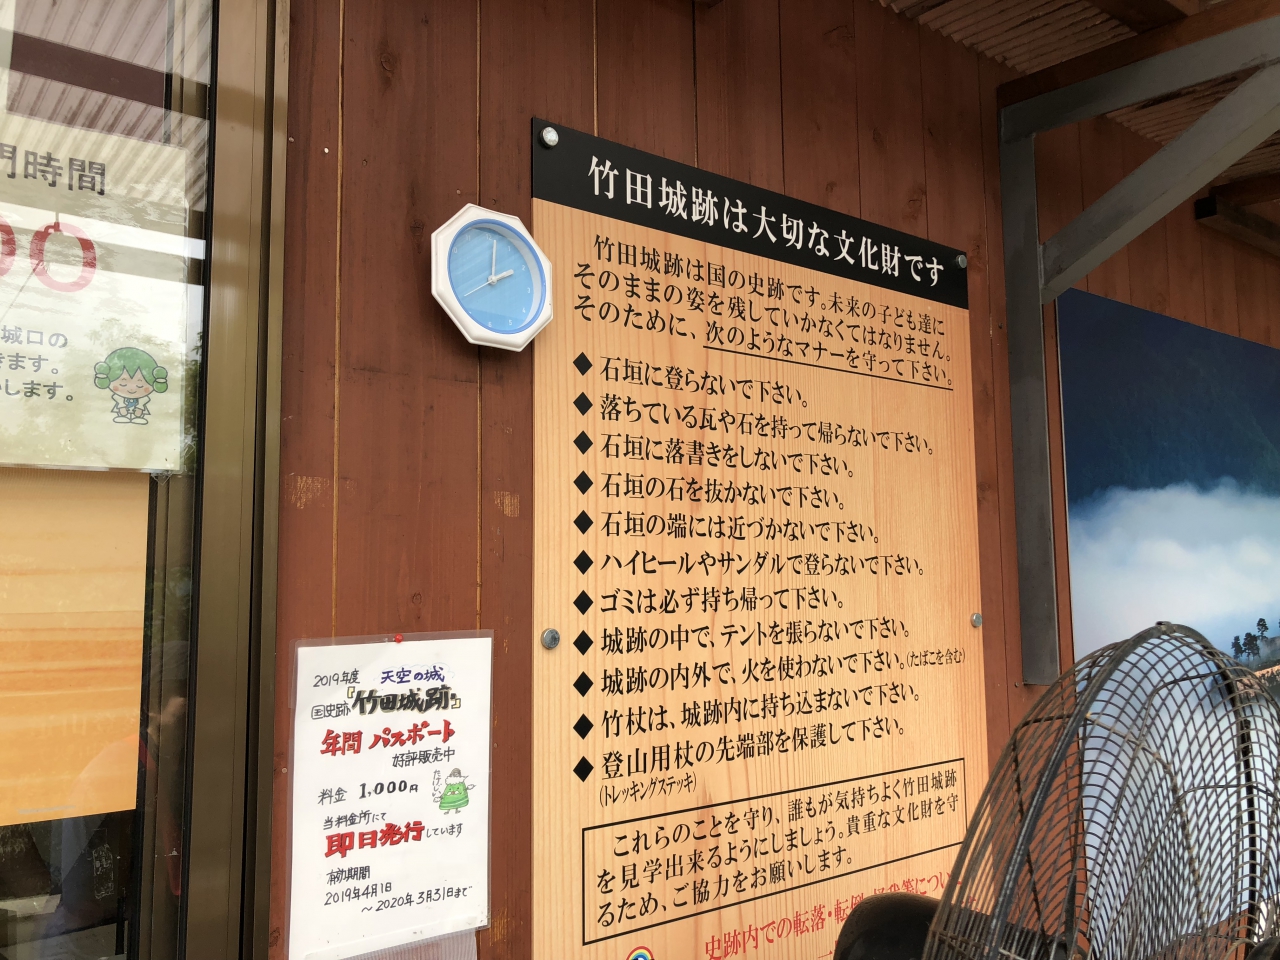 門時間
00
城口の
きます。
いします。
竹田城跡は大切な文化財です
竹田城跡は国の史跡です。未来の子ども達に
そのままの姿を残していかなくてはなりません。
そのために、次のようなマナーを守って下さい。
◆石垣に登らないで下さい。
◆落ちている瓦や石を持って帰らないで下さい。
◆石垣に落書きをしないで下さい。
◆石垣の石を抜かないで下さい。
◆石垣の端には近づかないで下さい。
◆ハイヒールやサンダルで登らないで下さい。
◆ゴミは必ず持ち帰って下さい。
◆城跡の中で、テントを張らないで下さい。
◆城跡の内外で、火を使わないで下さい。(たばこを含む)
◆竹杖は、城跡内に持ち込まないで下さい。
◆登山用杖の先端部を保護して下さい。
(トレッキングステッキ)
これらのことを守り、誰もが気持ちよく竹田城跡
を見学出来るようにしましょう。貴重な文化財を守
るため、ご協力をお願いします。
史跡内での転落・転倒
2019年度 天空の城
国史跡『竹田城跡』
年間 パスポート
好評販売中
料金 1,000円
当料金所にて
即日発行しています
有効期間
2019年4月1日
～2020年3月31日まで